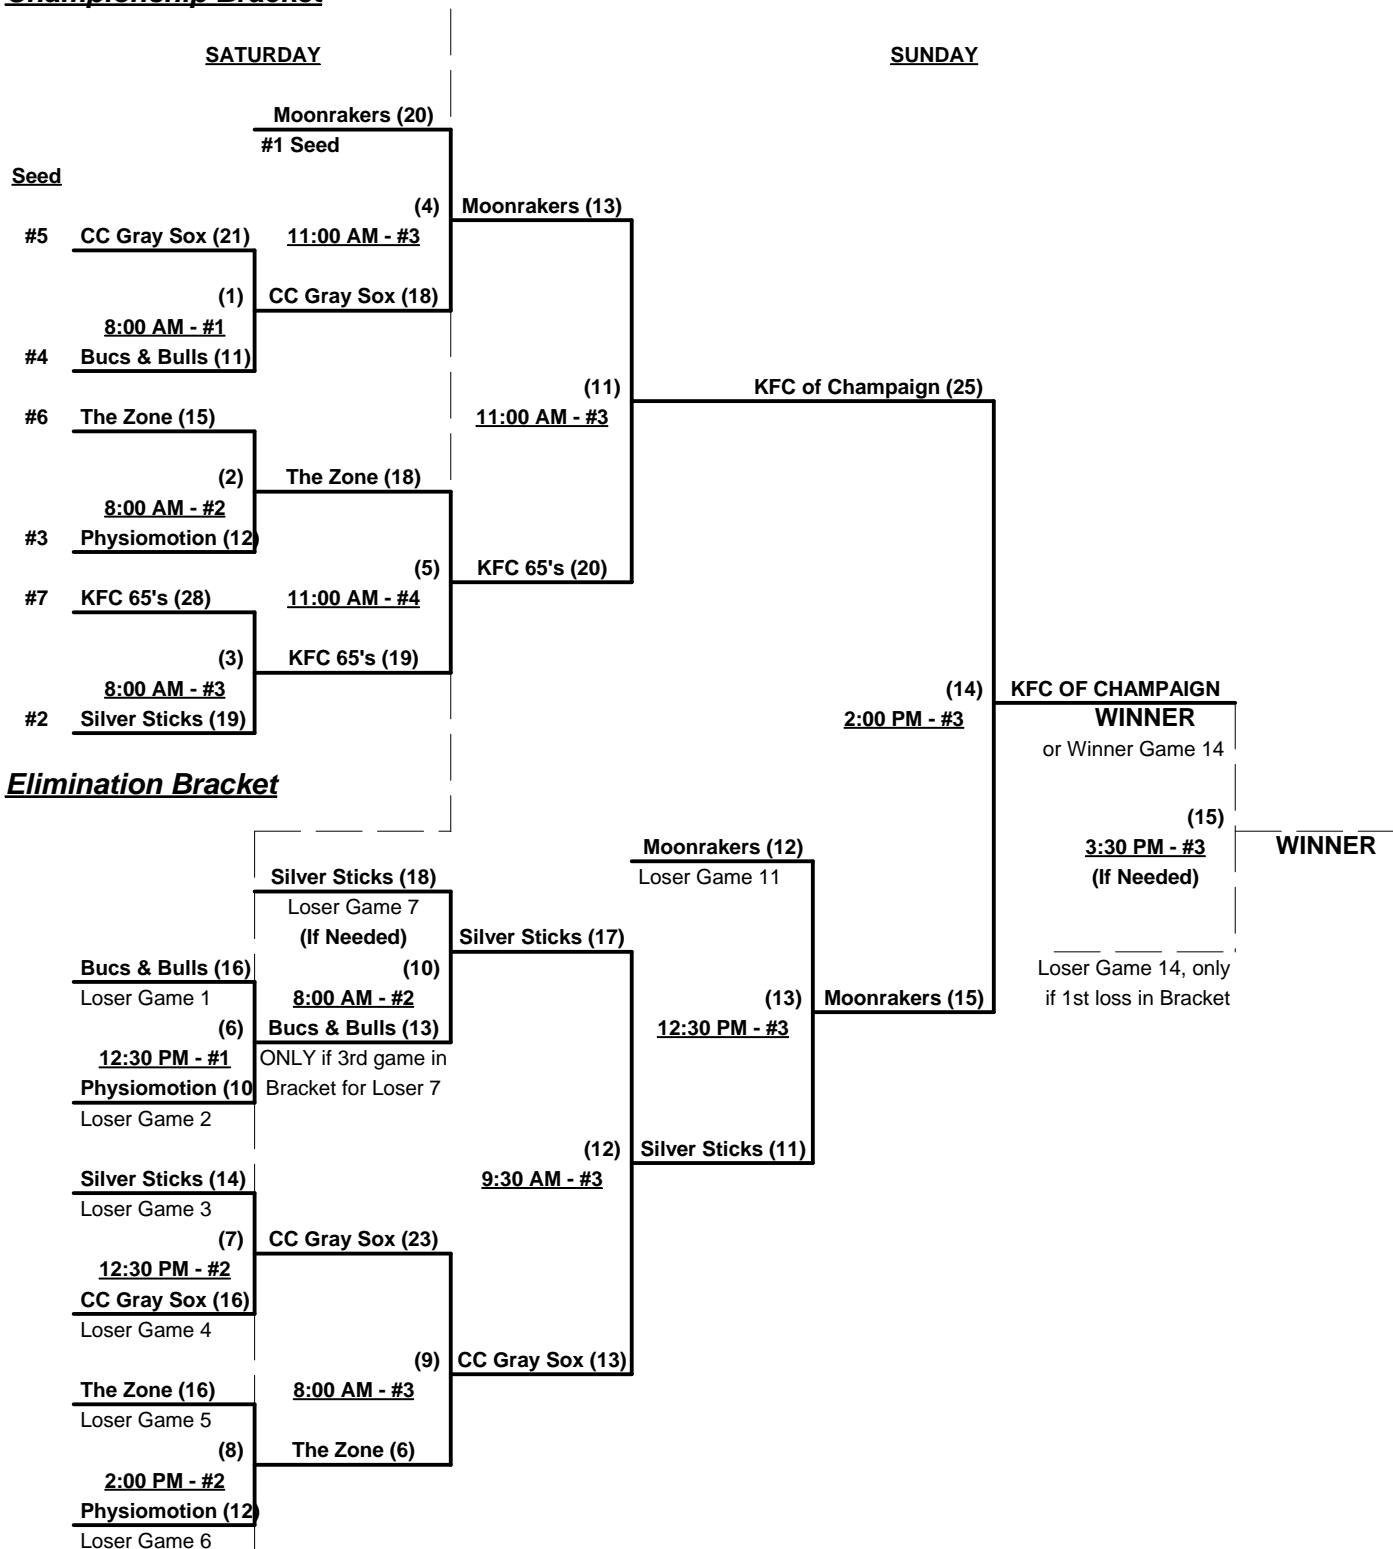 Championship Bracket
SATURDAY
SUNDAY
Moonrakers (20)
#1 Seed
Seed
(4)
Moonrakers (13)
#5
CC Gray Sox (21)
11:00 AM - #3
(1)
CC Gray Sox (18)
8:00 AM - #1
#4
Bucs & Bulls (11)
(11)
KFC of Champaign (25)
#6
The Zone (15)
11:00 AM - #3
(2)
The Zone (18)
8:00 AM - #2
#3
Physiomotion (12)
(5)
KFC 65's (20)
#7
KFC 65's (28)
11:00 AM - #4
(3)
KFC 65's (19)
8:00 AM - #3
#2
Silver Sticks (19)
(14)
KFC OF CHAMPAIGN
2:00 PM - #3
WINNER
or Winner Game 14
Elimination Bracket
(15)
Moonrakers (12)
3:30 PM - #3
WINNER
Silver Sticks (18)
Loser Game 11
(If Needed)
Loser Game 7
(If Needed)
Silver Sticks (17)
Bucs & Bulls (16)
(10)
Loser Game 14, only
Loser Game 1
8:00 AM - #2
(13)
Moonrakers (15)
if 1st loss in Bracket
(6)
Bucs & Bulls (13)
12:30 PM - #3
12:30 PM - #1
ONLY if 3rd game in
Physiomotion (10
Bracket for Loser 7
Loser Game 2
(12)
Silver Sticks (11)
Silver Sticks (14)
9:30 AM - #3
Loser Game 3
(7)
CC Gray Sox (23)
12:30 PM - #2
CC Gray Sox (16)
Loser Game 4
(9)
CC Gray Sox (13)
The Zone (16)
8:00 AM - #3
Loser Game 5
(8)
The Zone (6)
2:00 PM - #2
Physiomotion (12)
Loser Game 6